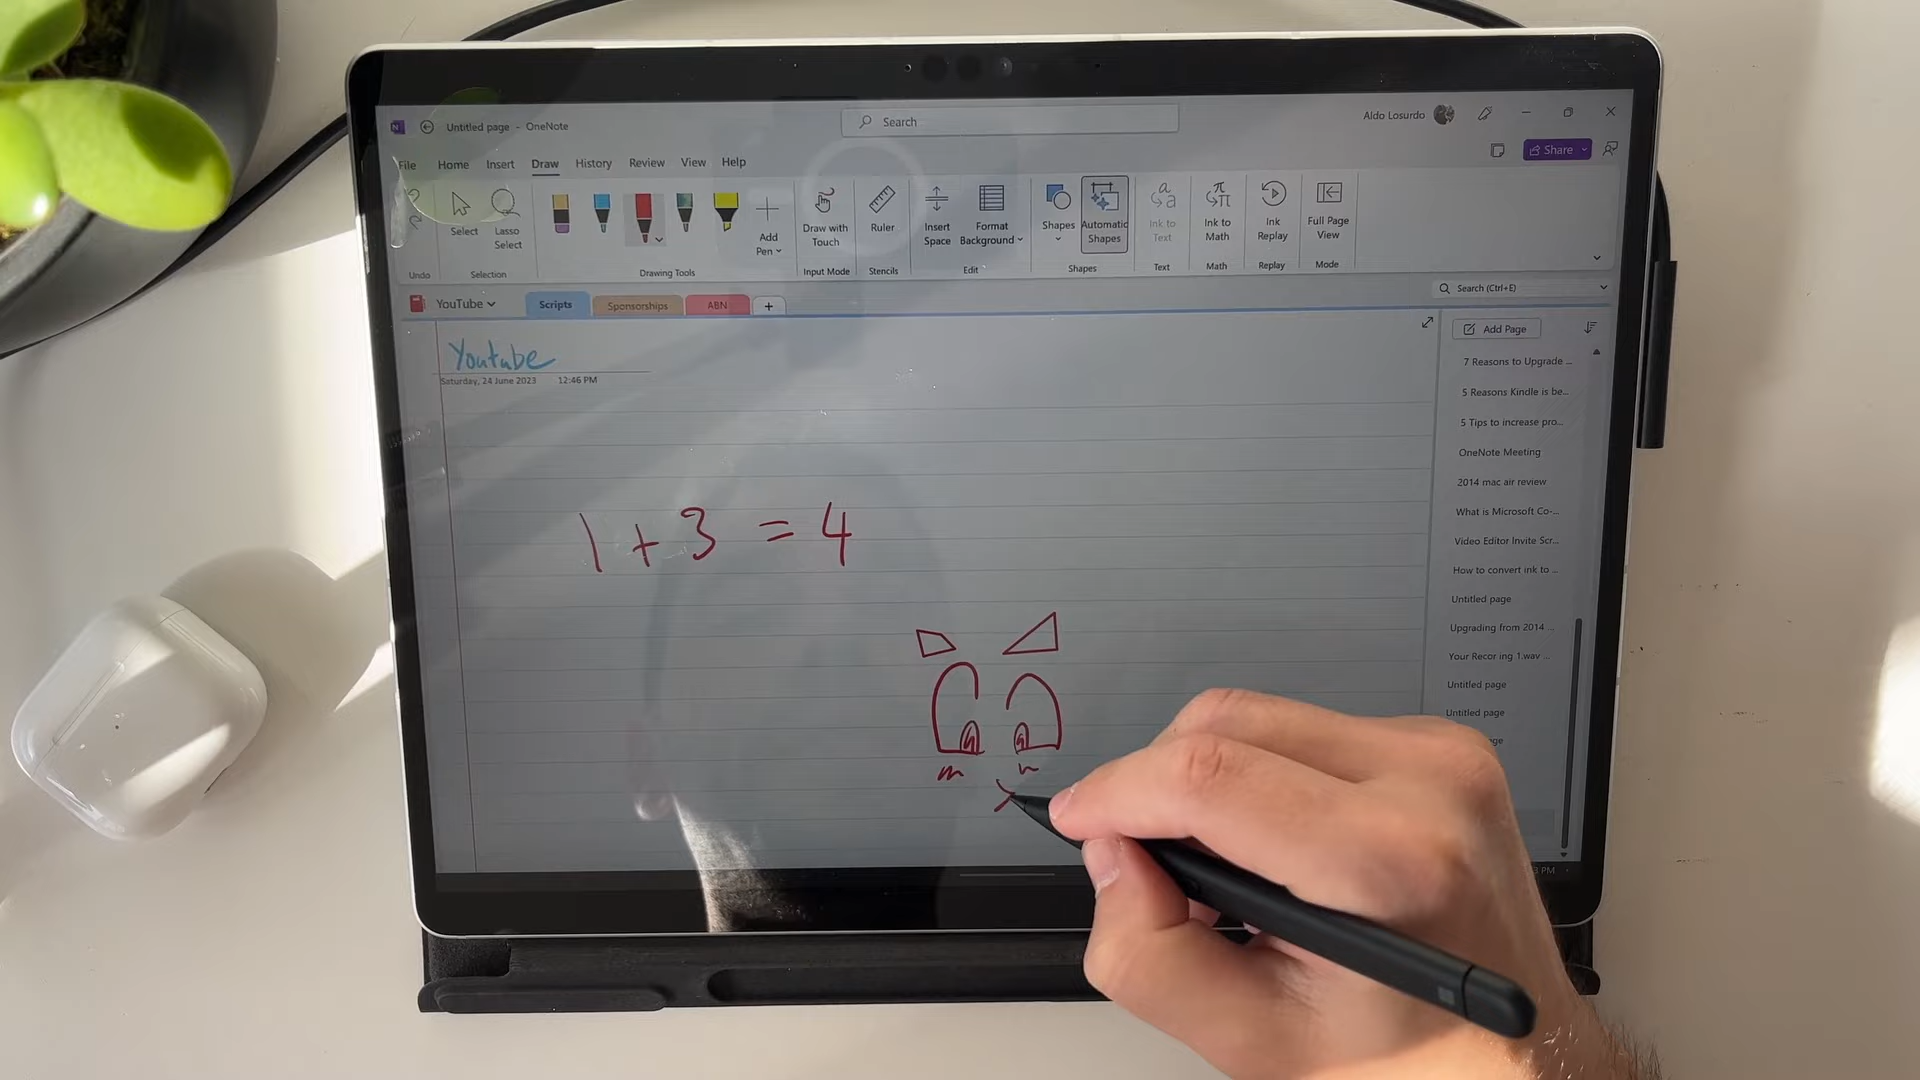 Untitled page - OneNote
Search
Aldo Losurdo
File Home Insert Draw History Review View Help
Share
Select
Lasso Select
Add Pen
Draw with Touch
Ruler
Insert Space
Format Background
Shapes
Automatic Shapes
Ink to Text
Ink to Math
Ink Replay
Full Page View
Undo Selection Drawing Tools Input Mode Stencils Edit Shapes Text Math Replay Mode
YouTube Scripts Sponsorships ABN +
Search (Ctrl+E)
Youtube
Saturday, 24 June 2023 12:46 PM
Add Page
7 Reasons to Upgrade ...
5 Reasons Kindle is be...
5 Tips to increase pro...
OneNote Meeting
2014 mac air review
What is Microsoft Co-...
Video Editor Invite Scr...
How to convert ink to ...
Untitled page
Upgrading from 2014 ...
Your Recor ing 1.wav ...
Untitled page
Untitled page
1 + 3 = 4
PM